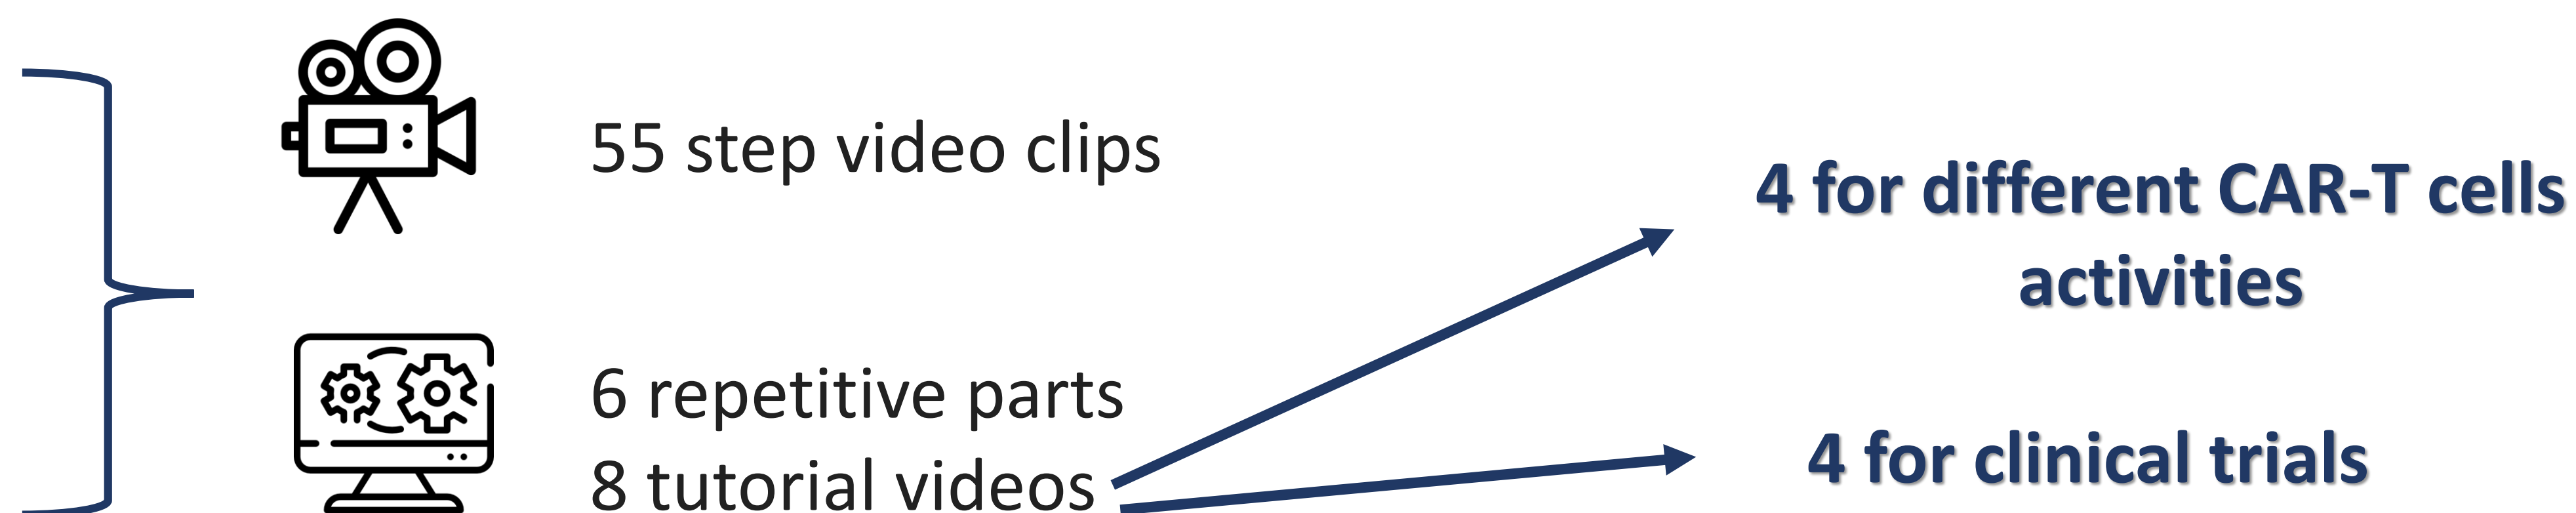 55 step video clips
6 repetitive parts
8 tutorial videos
4 for different CAR-T cells
activities
4 for clinical trials